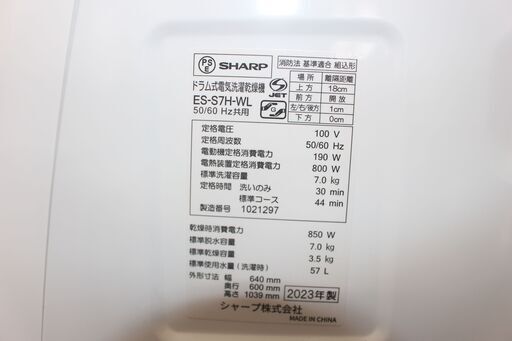 PS E SHARP
ドラム式電気洗濯乾燥機
ES-S7H-WL
50/60 Hz共用
JET
G
消防法 基準適合 組込形
場所 離隔距離
上方 18cm
前方 開放
左/右/後方 1cm
下方 0cm
定格電圧 100 V
定格周波数 50/60 Hz
電動機定格消費電力 190 W
電熱装置定格消費電力 800 W
標準洗濯容量 7.0 kg
定格時間 洗いのみ 30 min
標準コース 44 min
製造番号 1021297
乾燥時消費電力 850 W
標準脱水容量 7.0 kg
標準乾燥容量 3.5 kg
標準使用水量(洗濯時) 57 L
外形寸法 幅 640 mm
奥行 600 mm
高さ 1039 mm
2023年製
シャープ株式会社
MADE IN CHINA